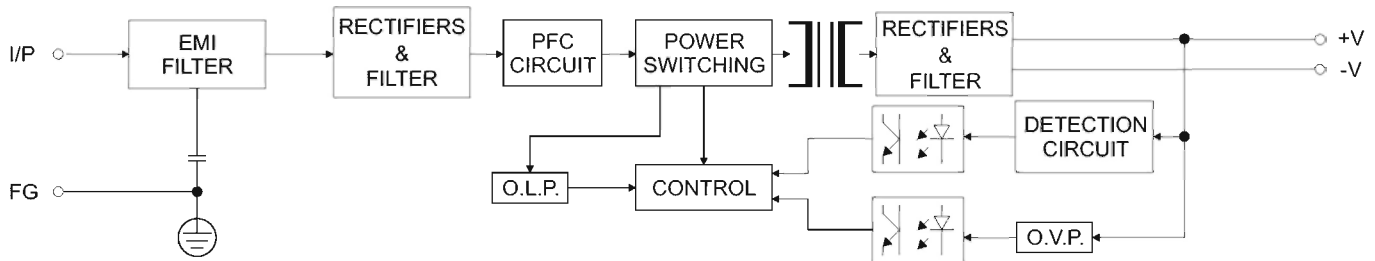 I/P
EMI
FILTER
RECTIFIERS
&
FILTER
PFC
CIRCUIT
POWER
SWITCHING
RECTIFIERS
&
FILTER
+V
-V
DETECTION
CIRCUIT
FG
O.L.P.
CONTROL
O.V.P.